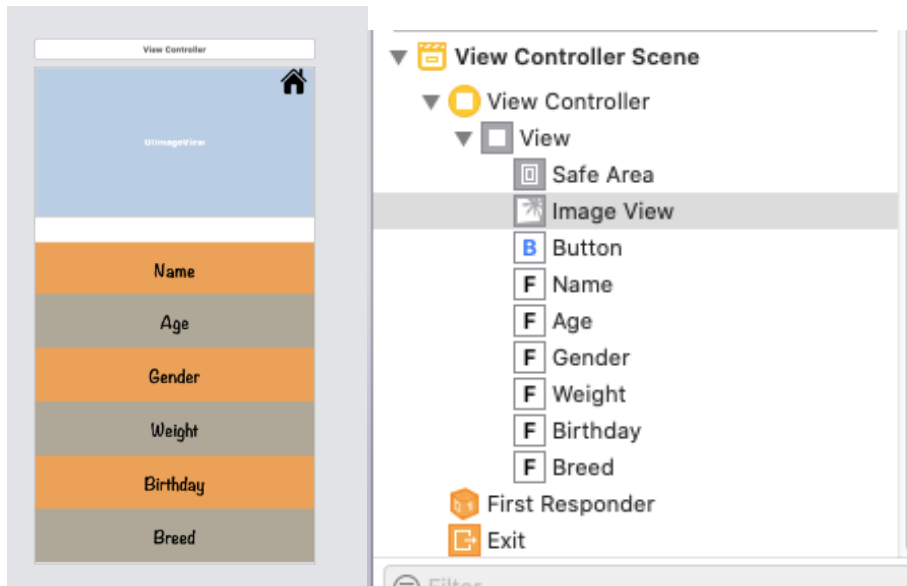 View Controller
UIImageView
Name
Age
Gender
Weight
Birthday
Breed
View Controller Scene
View Controller
View
Safe Area
Image View
B Button
F Name
F Age
F Gender
F Weight
F Birthday
F Breed
First Responder
Exit
Filter